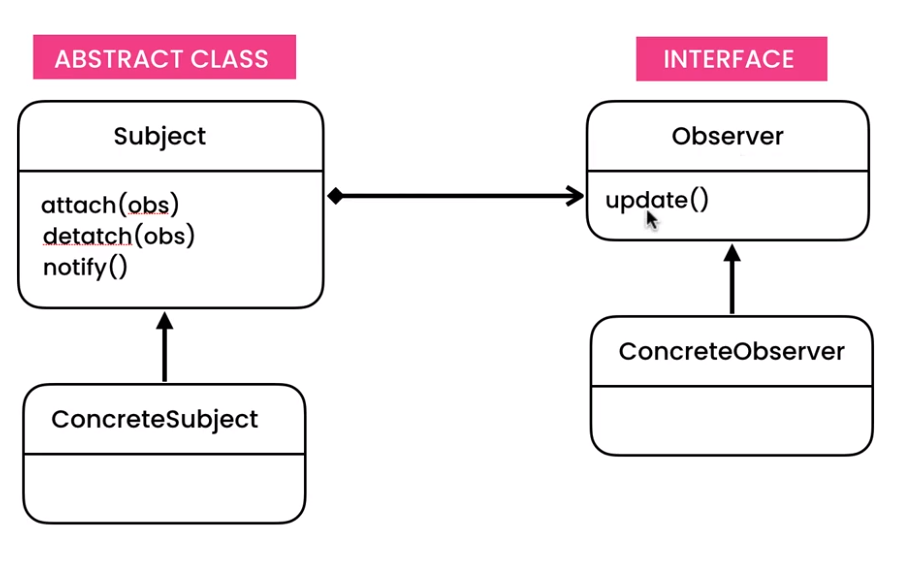 ABSTRACT CLASS
INTERFACE
Subject
attach(obs)
detatch(obs)
notify()
Observer
update()
ConcreteSubject
ConcreteObserver